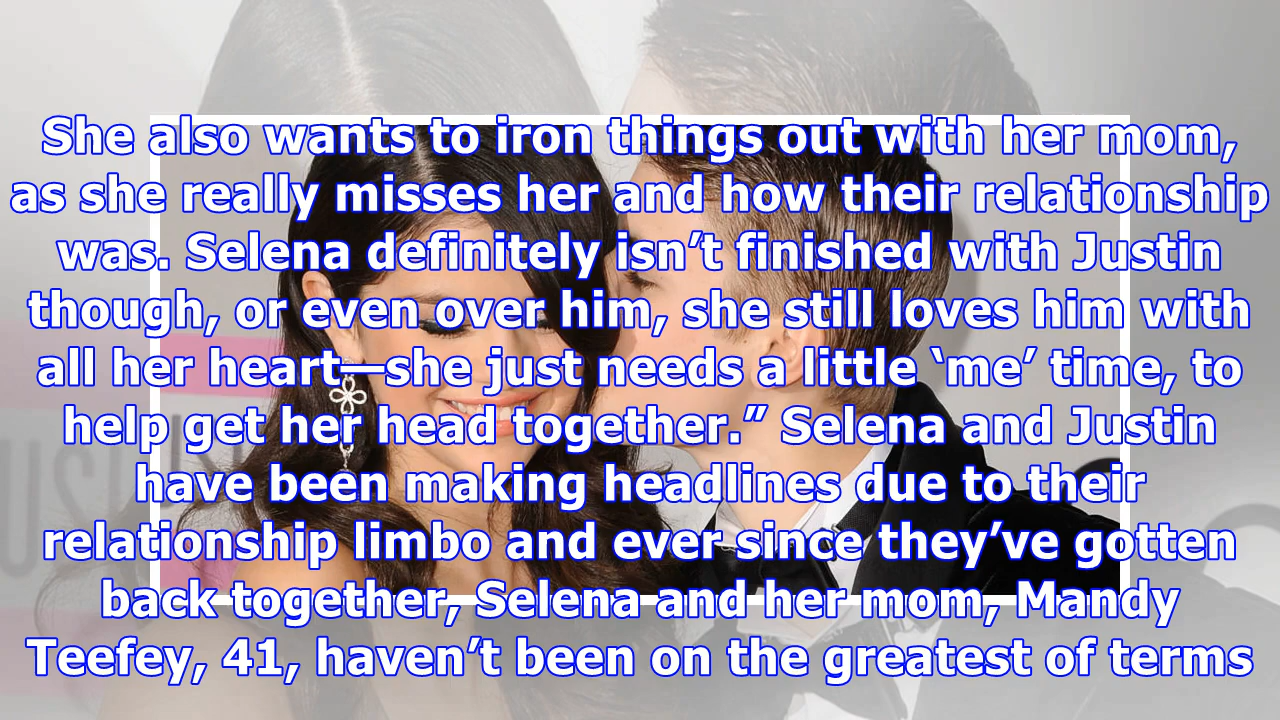 She also wants to iron things out with her mom,
as she really misses her and how their relationship
was. Selena definitely isn’t finished with Justin
though, or even over him, she still loves him with
all her heart—she just needs a little ‘me’ time, to
help get her head together.” Selena and Justin
have been making headlines due to their
relationship limbo and ever since they’ve gotten
back together, Selena and her mom, Mandy
Teefey, 41, haven’t been on the greatest of terms